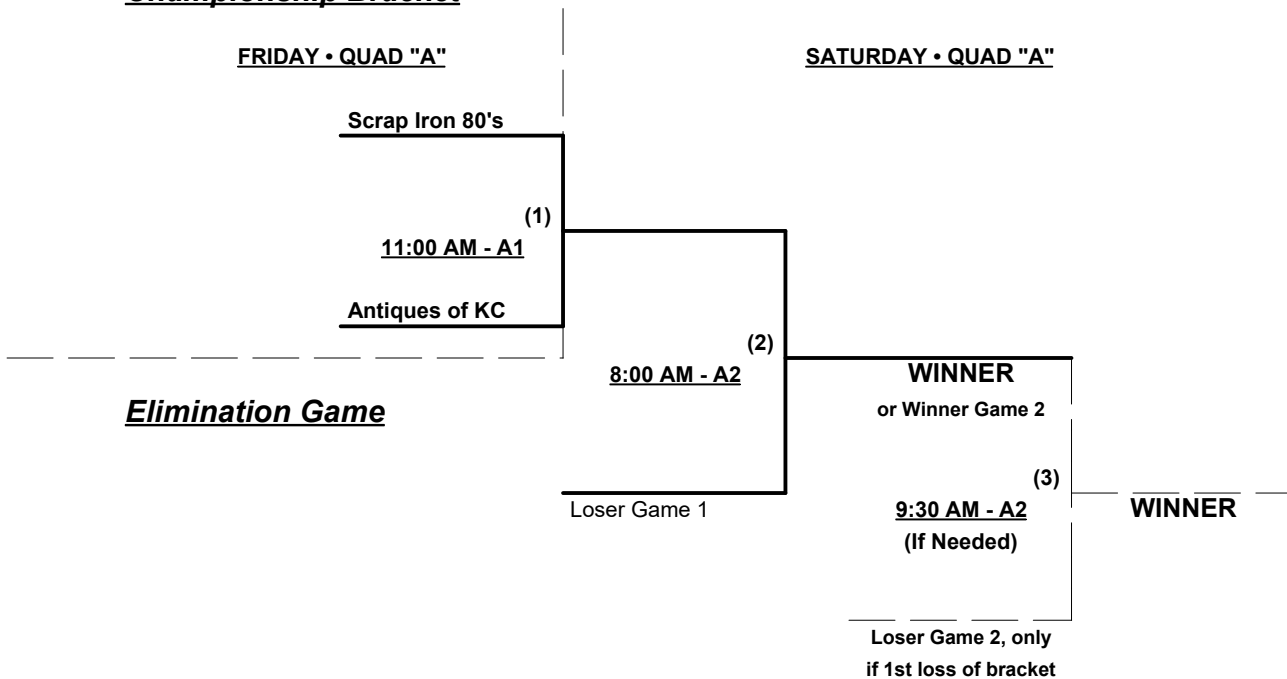 Championship Bracket
FRIDAY • QUAD "A"
SATURDAY • QUAD "A"
Scrap Iron 80's
(1)
11:00 AM - A1
Antiques of KC
(2)
8:00 AM - A2
WINNER
or Winner Game 2
Elimination Game
(3)
Loser Game 1
9:30 AM - A2
WINNER
(If Needed)
Loser Game 2, only
if 1st loss of bracket